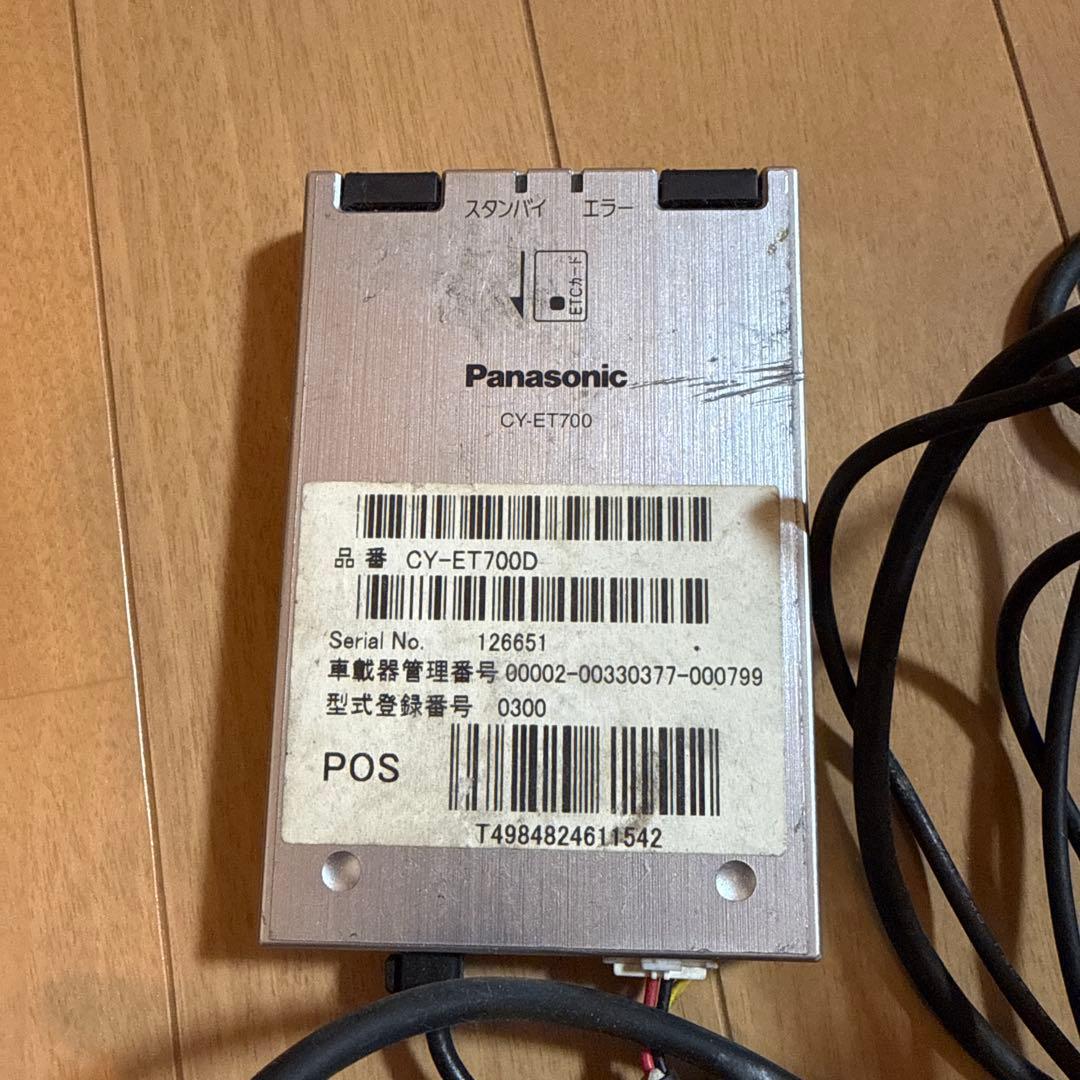 スタンバイ エラー
ETCカード
Panasonic
CY-ET700
品番 CY-ET700D
Serial No. 126651
車載器管理番号 00002-00330377-000799
型式登録番号 0300
POS
T4984824611542